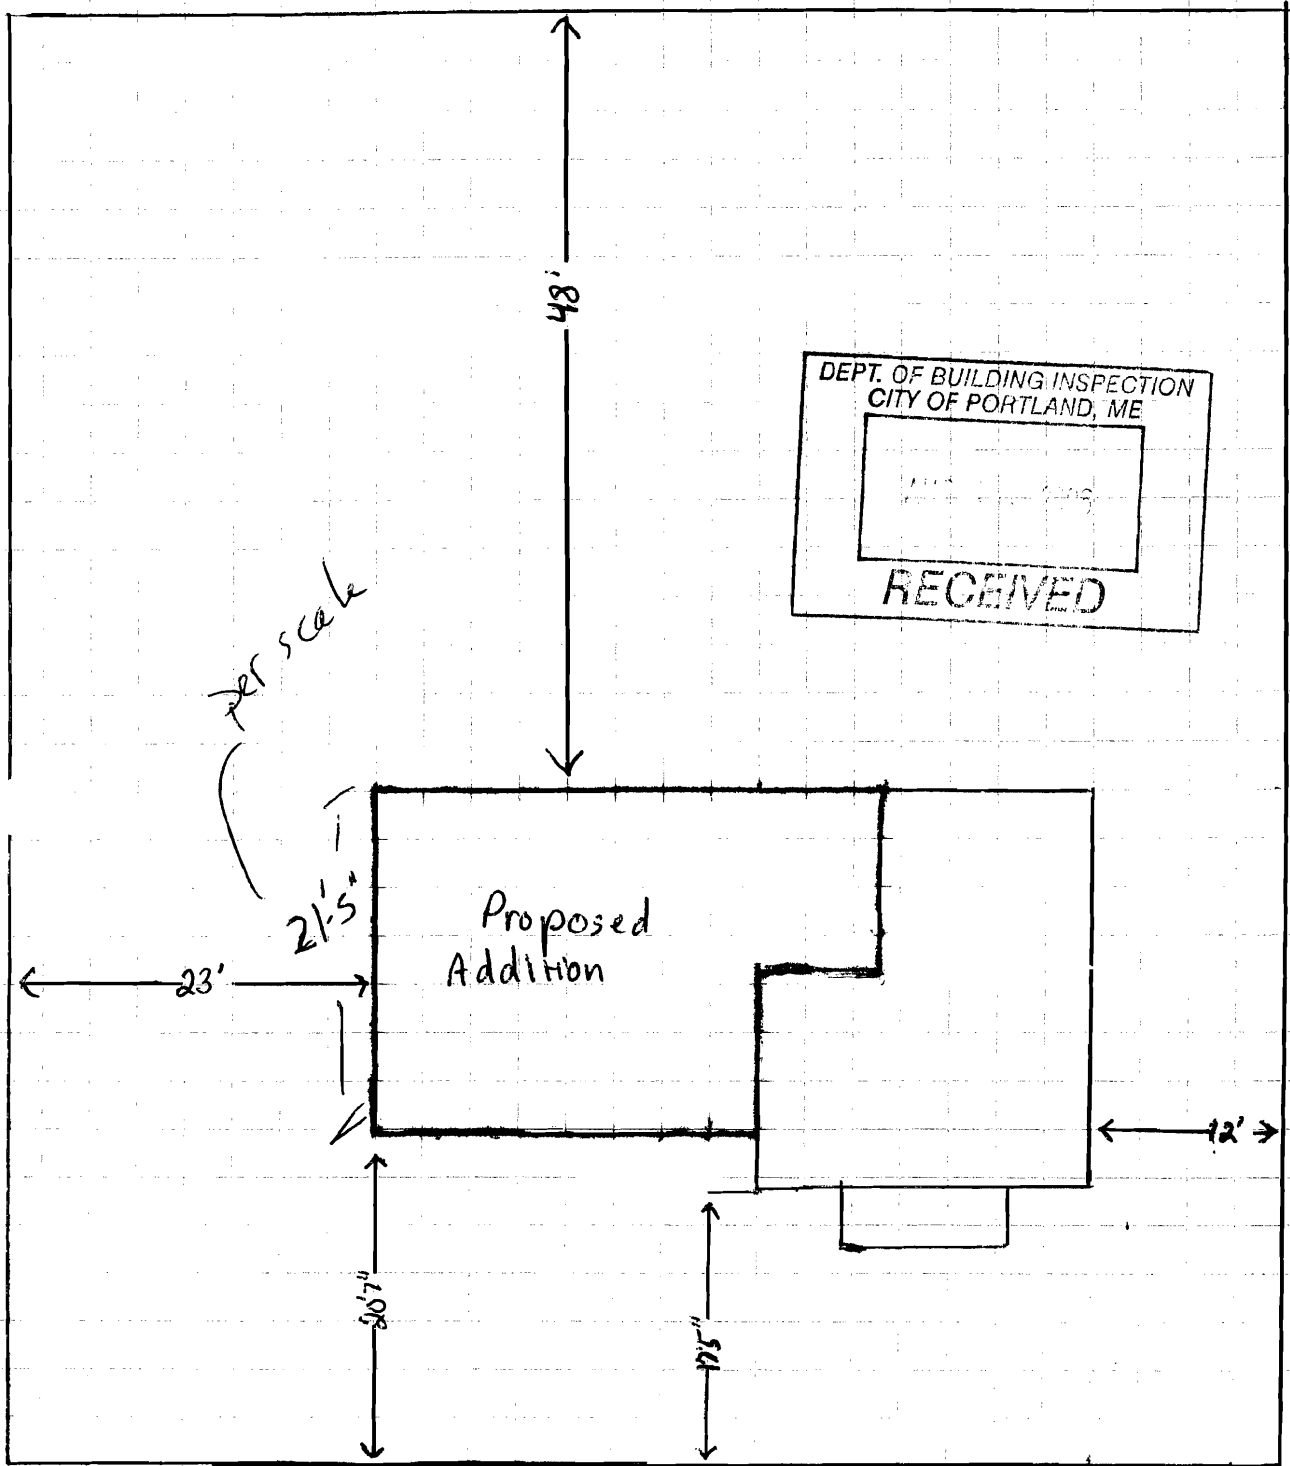 48'
DEPT. OF BUILDING INSPECTION
CITY OF PORTLAND, ME
RECEIVED
per scale
21'-5"
Proposed
Addition
23'
12'
20'7"
17'5"